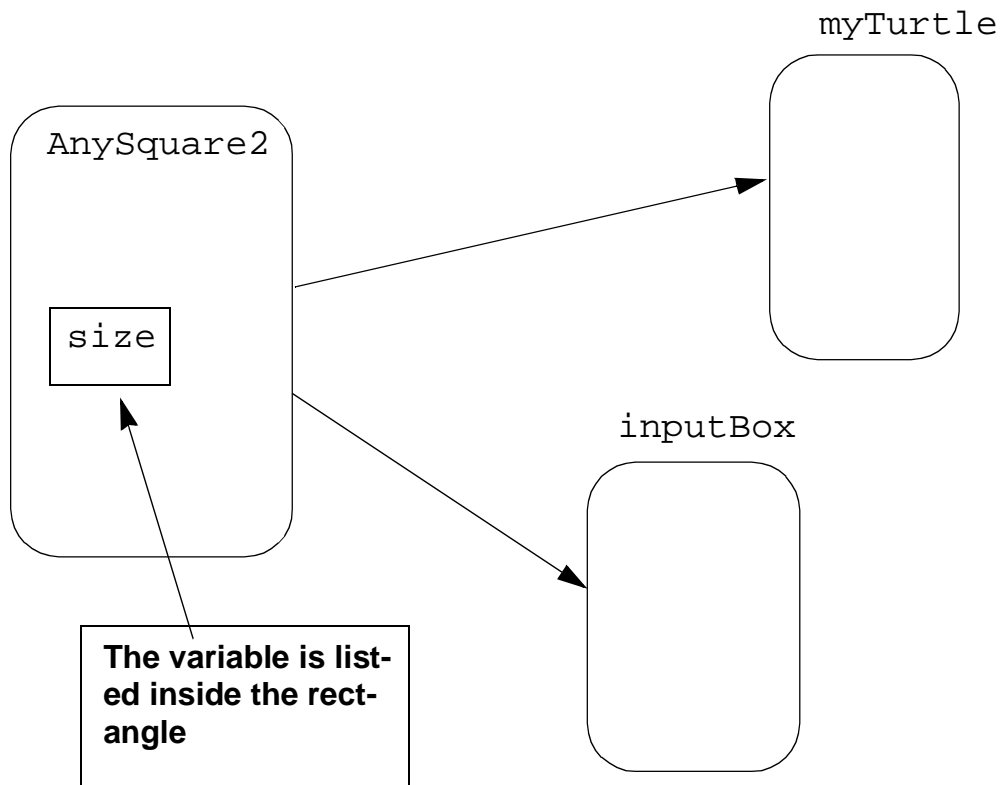 myTurtle
AnySquare2
size
inputBox
The variable is list-
ed inside the rect-
angle